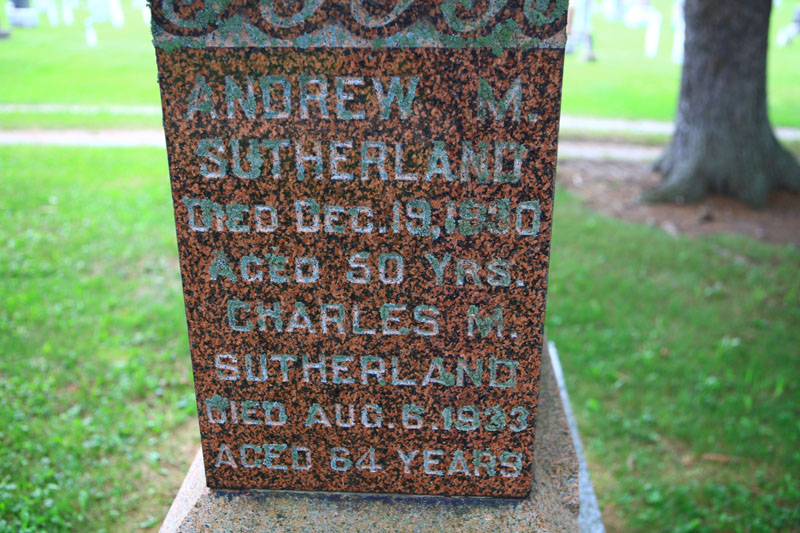 ANDREW M.
SUTHERLAND
DIED DEC. 19, 1930
AGED 50 YRS.
CHARLES M.
SUTHERLAND
DIED AUG. 6, 1933
AGED 64 YEARS